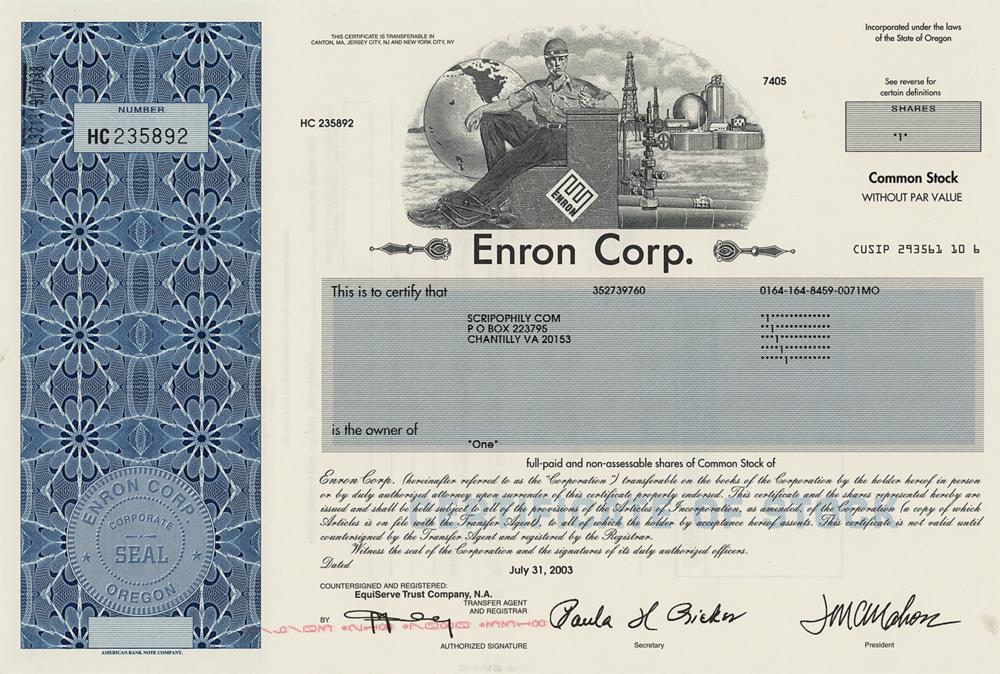 THIS CERTIFICATE IS TRANSFERABLE IN
CANTON, MA, JERSEY CITY, NJ AND NEW YORK CITY, NY
Incorporated under the laws
of the State of Oregon
7405
See reverse for
certain definitions
NUMBER
HC 235892
HC 235892
SHARES
*1*
ENRON
Common Stock
WITHOUT PAR VALUE
Enron Corp.
CUSIP 293561 10 6
This is to certify that
352739760
0164-164-8459-0071MO
SCRIPOPHILY COM
P O BOX 223795
CHANTILLY VA 20153
is the owner of
*One*
full-paid and non-assessable shares of Common Stock of
Enron Corp. (hereinafter referred to as the "Corporation") transferable on the books of the Corporation by the holder hereof in person
or by duly authorized attorney upon surrender of this certificate properly endorsed. This certificate and the shares represented hereby are
issued and shall be held subject to all of the provisions of the Articles of Incorporation, as amended, of the Corporation (a copy of which
Articles is on file with the Transfer Agent), to all of which the holder by acceptance hereof assents. This certificate is not valid until
countersigned by the Transfer Agent and registered by the Registrar.
Witness the seal of the Corporation and the signatures of its duly authorized officers.
CERTIFICATE OF STOCK
Dated
July 31, 2003
ENRON CORP.
CORPORATE
SEAL
OREGON
COUNTERSIGNED AND REGISTERED:
EquiServe Trust Company, N.A.
TRANSFER AGENT
AND REGISTRAR
BY
AUTHORIZED SIGNATURE
Paula H Rieker
Secretary
President
AMERICAN BANK NOTE COMPANY.